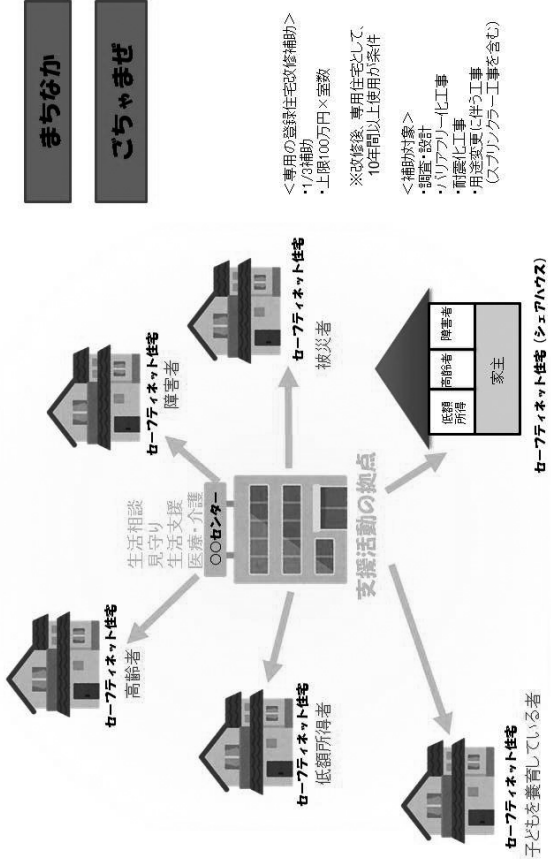 まちなか
ごちゃまぜ
生活相談
見守り
生活支援
医療・介護
〇〇センター
支援活動の拠点
セーフティネット住宅
高齢者
セーフティネット住宅
障害者
セーフティネット住宅
被災者
セーフティネット住宅
低額所得者
セーフティネット住宅
子どもを養育している者
低額
所得
高齢者
障害者
家主
セーフティネット住宅(シェアハウス)
<専用の登録住宅改修補助>
・1/3補助
・上限100万円×室数
※改修後、専用住宅として、
10年間以上使用が条件
<補助対象>
・調査・設計
・バリアフリー化工事
・耐震化工事
・用途変更に伴う工事
(スプリンクラー工事を含む)